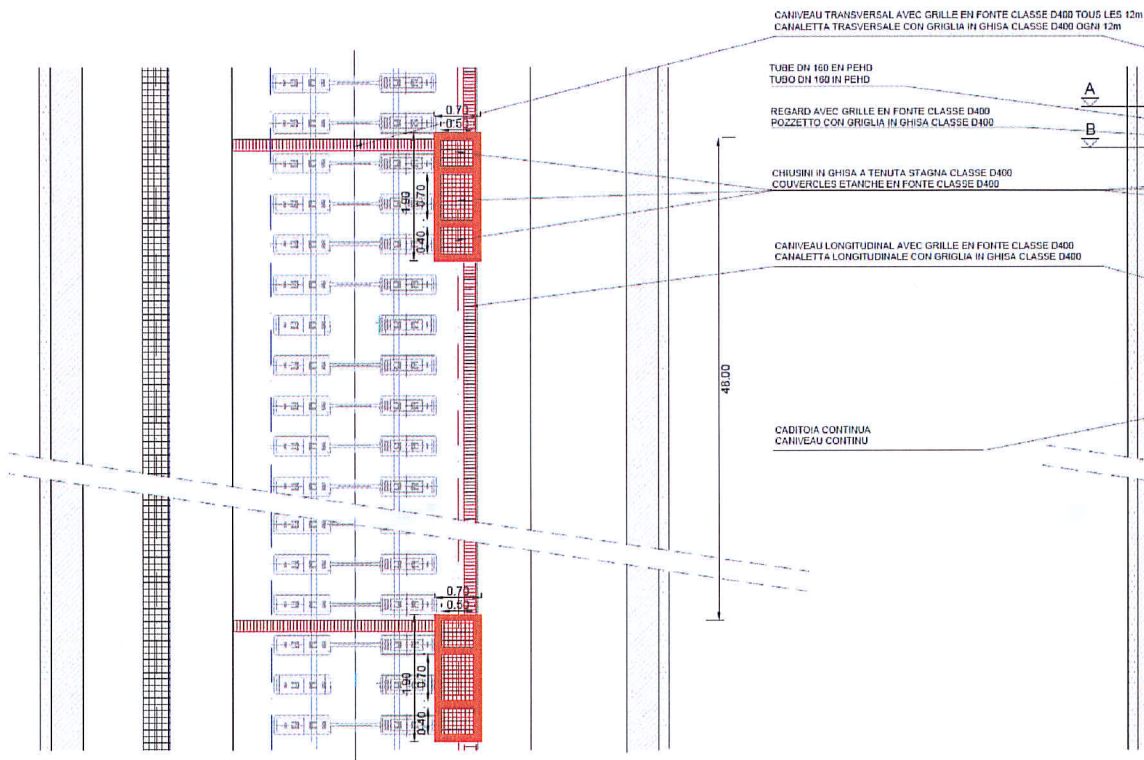 CANIVEAU TRANSVERSAL AVEC GRILLE EN FONTE CLASSE D400 TOUS LES 12m
CANALETTA TRASVERSALE CON GRIGLIA IN GHISA CLASSE D400 OGNI 12m
TUBE DN 160 EN PEHD
TUBO DN 160 IN PEHD
A
REGARD AVEC GRILLE EN FONTE CLASSE D400
POZZETTO CON GRIGLIA IN GHISA CLASSE D400
B
0.70
0.50
CHIUSINI IN GHISA A TENUTA STAGNA CLASSE D400
COUVERCLES ETANCHE EN FONTE CLASSE D400
1.90
0.70
0.40
CANIVEAU LONGITUDINAL AVEC GRILLE EN FONTE CLASSE D400
CANALETTA LONGITUDINALE CON GRIGLIA IN GHISA CLASSE D400
48.00
CADITOIA CONTINUA
CANIVEAU CONTINU
0.70
0.50
1.90
0.70
0.40